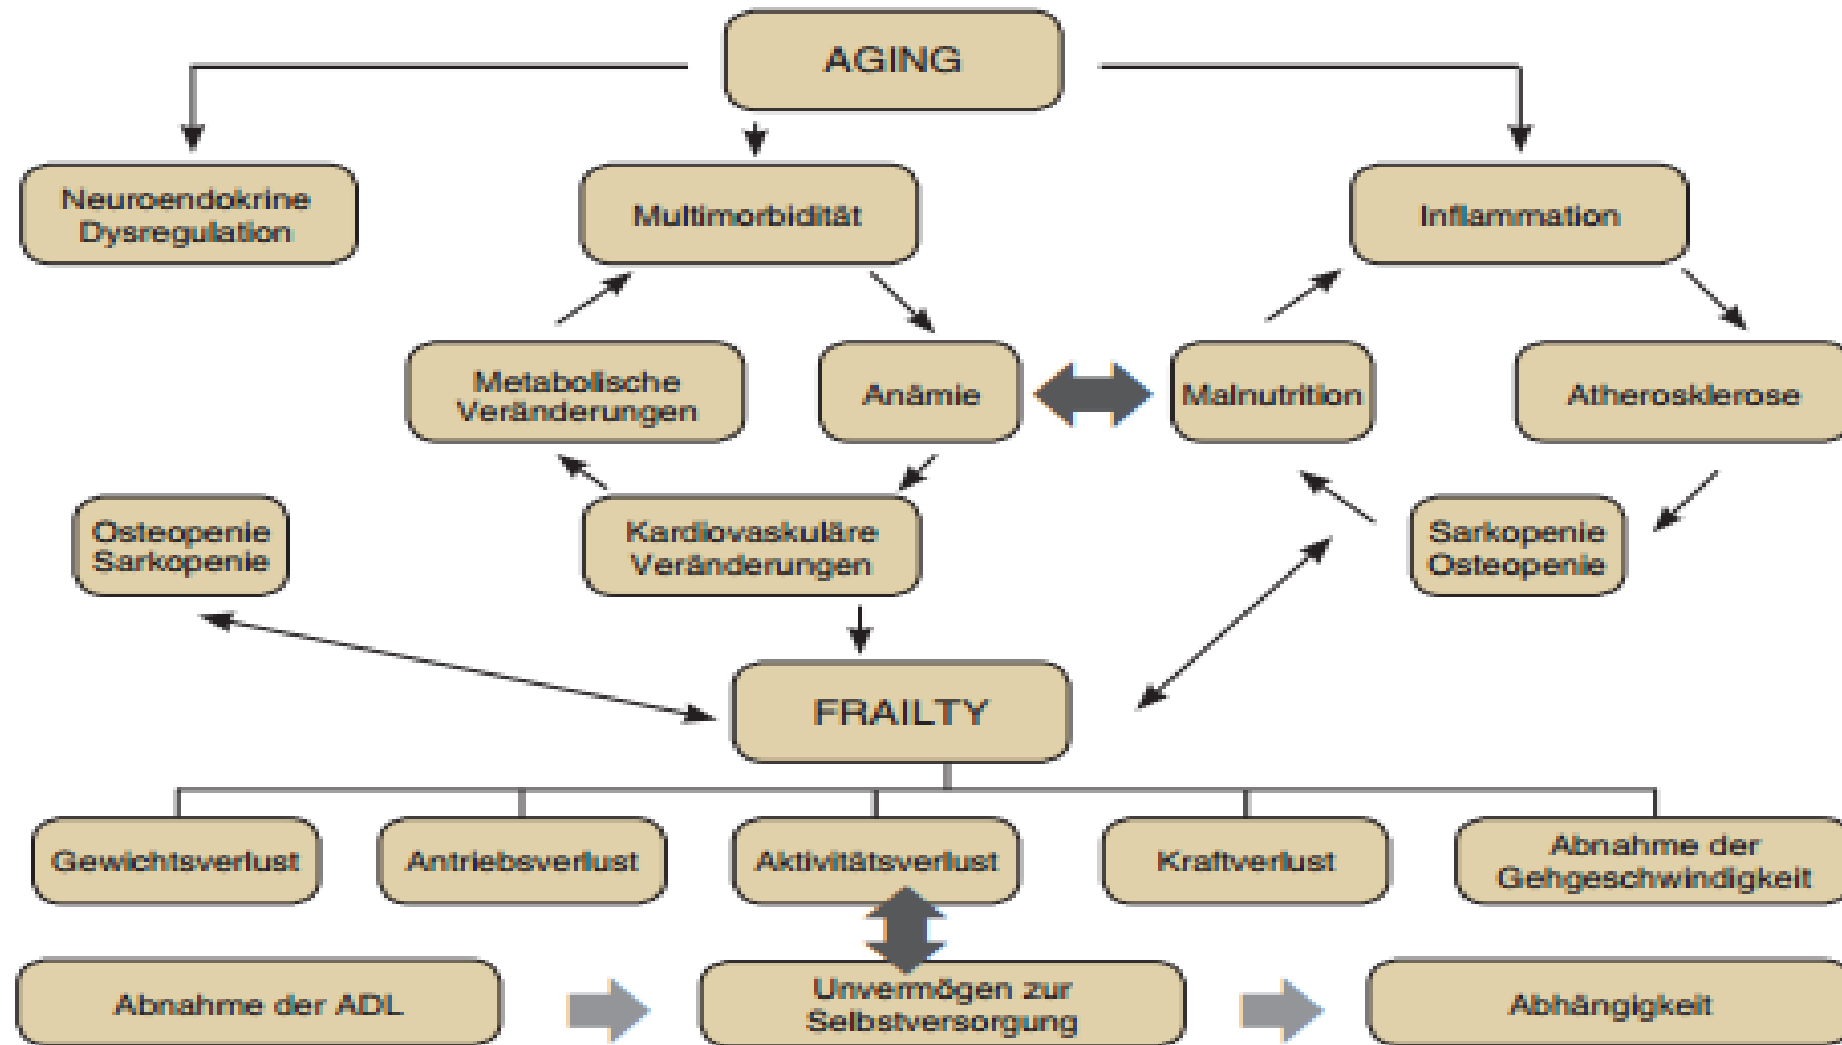 AGING
Neuroendokrine
Dysregulation
Multimorbidität
Inflammation
Metabolische
Veränderungen
Anämie
Malnutrition
Atherosklerose
Osteopenie
Sarkopenie
Kardiovaskuläre
Veränderungen
Sarkopenie
Osteopenie
FRAILTY
Gewichtsverlust
Antriebsverlust
Aktivitätsverlust
Kraftverlust
Abnahme der
Gehgeschwindigkeit
Abnahme der ADL
Unvermögen zur
Selbstversorgung
Abhängigkeit